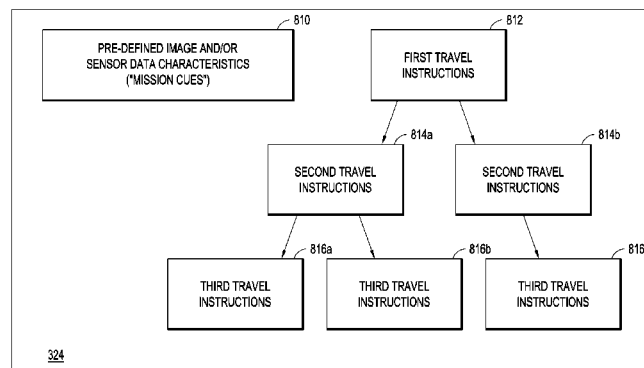 810
PRE-DEFINED IMAGE AND/OR
SENSOR DATA CHARACTERISTICS
("MISSION CUES")
812
FIRST TRAVEL
INSTRUCTIONS
814a
SECOND TRAVEL
INSTRUCTIONS
814b
SECOND TRAVEL
INSTRUCTIONS
816a
THIRD TRAVEL
INSTRUCTIONS
816b
THIRD TRAVEL
INSTRUCTIONS
816
THIRD TRAVEL
INSTRUCTIONS
324